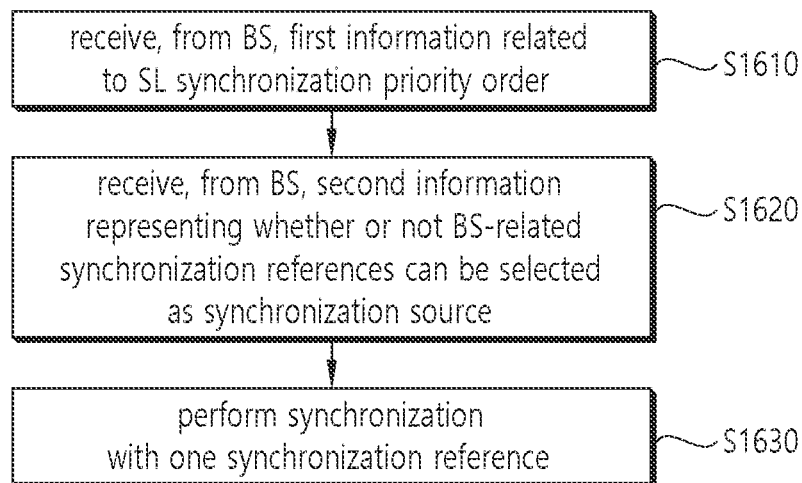 receive, from BS, first information related
to SL synchronization priority order
S1610
receive, from BS, second information
representing whether or not BS-related
synchronization references can be selected
as synchronization source
S1620
perform synchronization
with one synchronization reference
S1630